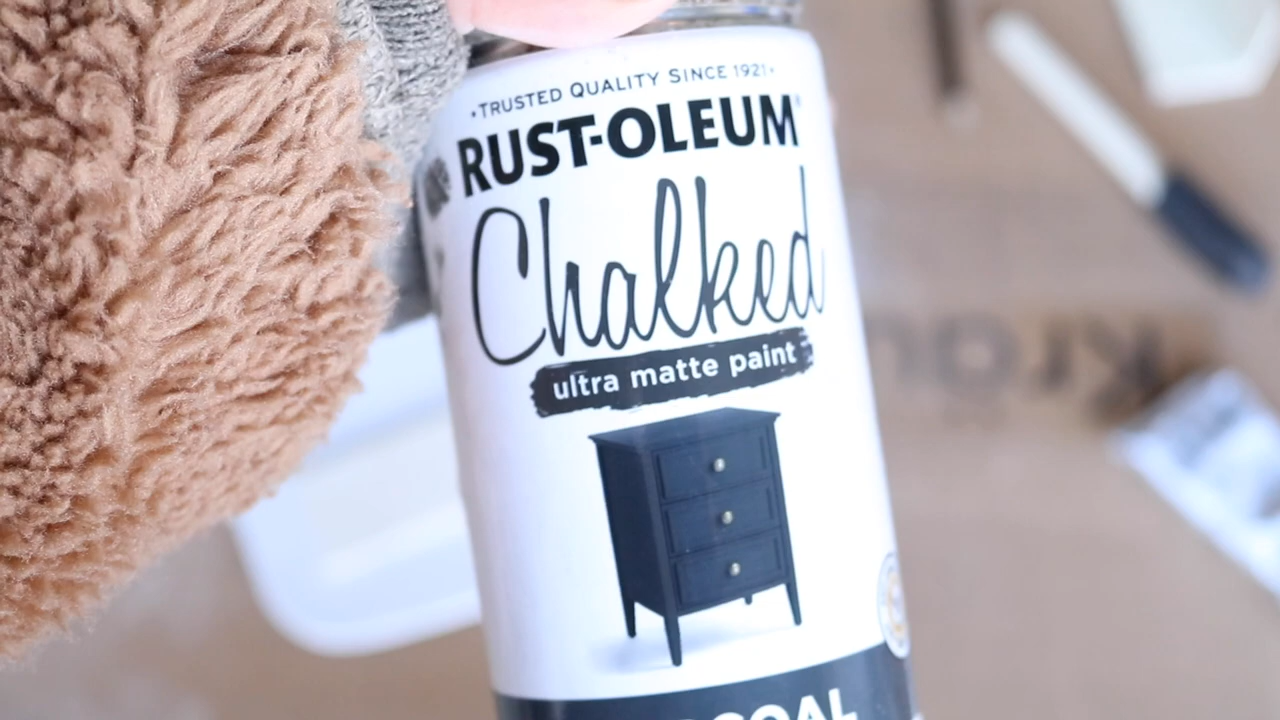 •TRUSTED QUALITY SINCE 1921•
RUST-OLEUM®
Chalked
ultra matte paint